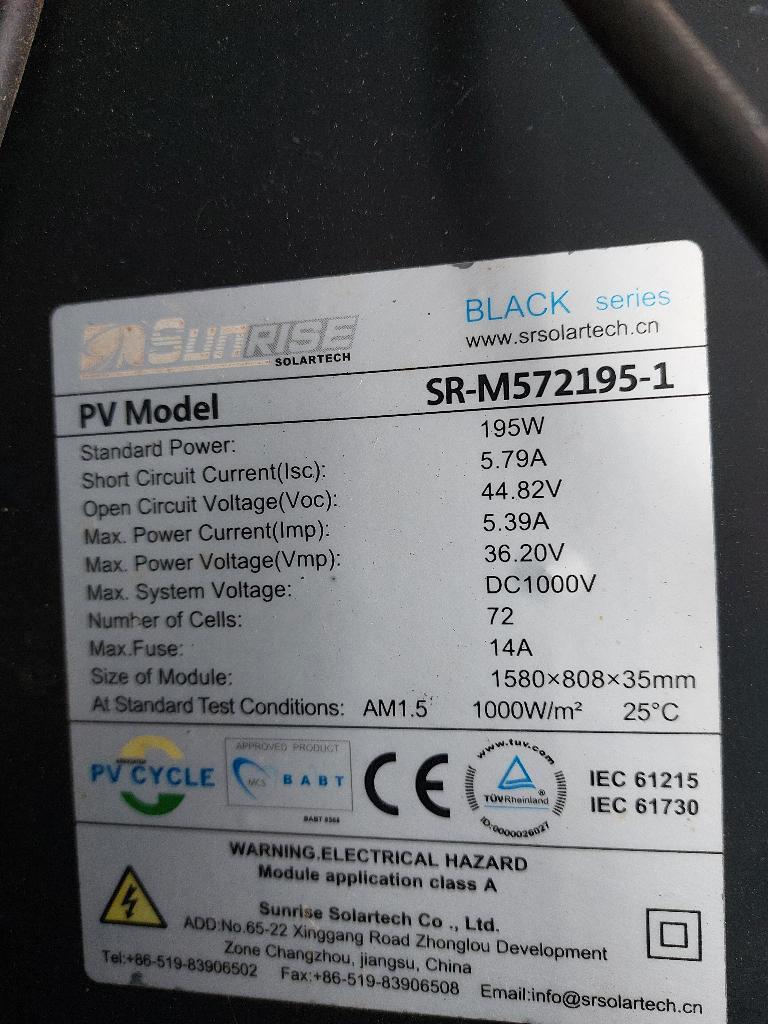 SUNRISE
SOLARTECH
BLACK series
www.srsolartech.cn
PV Model SR-M572195-1
Standard Power: 195W
Short Circuit Current(Isc): 5.79A
Open Circuit Voltage(Voc): 44.82V
Max. Power Current(Imp): 5.39A
Max. Power Voltage(Vmp): 36.20V
Max. System Voltage: DC1000V
Number of Cells: 72
Max.Fuse: 14A
Size of Module: 1580×808×35mm
At Standard Test Conditions: AM1.5 1000W/m² 25°C
PV CYCLE
APPROVED PRODUCT
MCS BABT
CE
www.tuv.com
TÜVRheinland®
ID:0000026027
IEC 61215
IEC 61730
WARNING.ELECTRICAL HAZARD
Module application class A
Sunrise Solartech Co ., Ltd.
ADD:No.65-22 Xinggang Road Zhonglou Development
Zone Changzhou, jiangsu, China
Tel:+86-519-83906502 Fax:+86-519-83906508 Email:info@srsolartech.cn